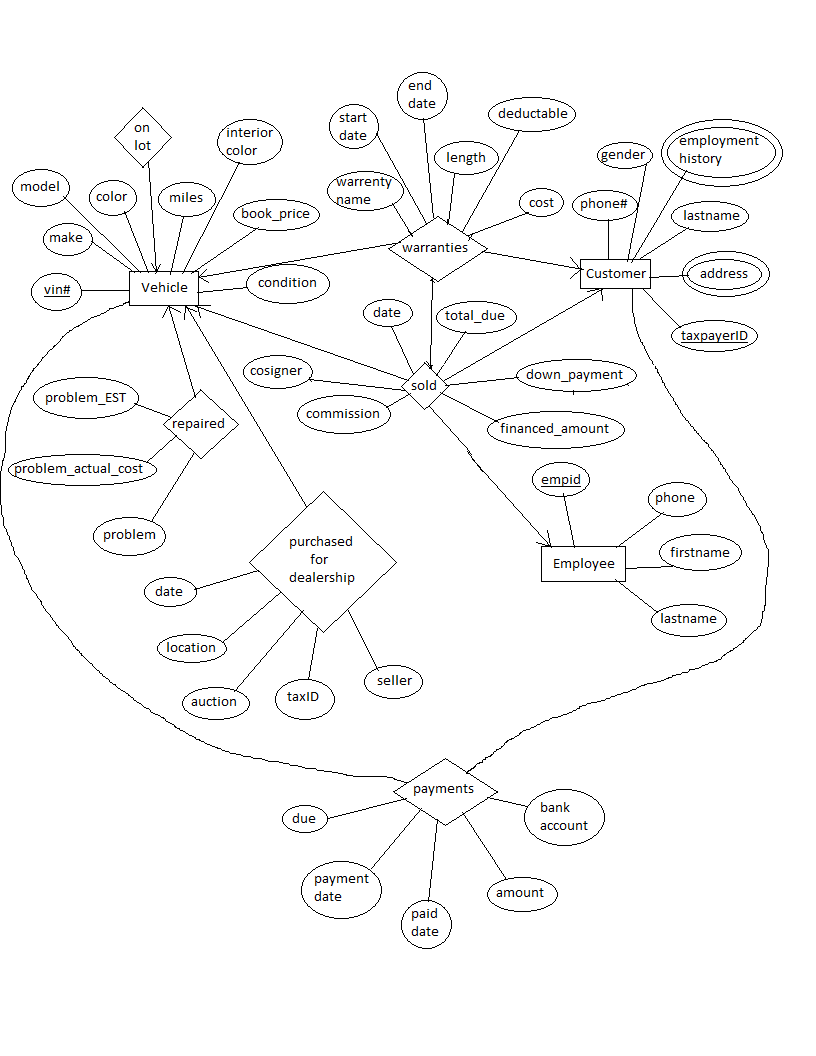 end
date
on
lot
start
date
deductable
interior
color
employment
history
gender
length
model
color
miles
warrenty
name
cost
phone#
book_price
lastname
make
warranties
Vehicle
condition
Customer
address
vin#
date
total_due
taxpayerID
cosigner
sold
down_payment
problem_EST
commission
repaired
financed_amount
problem_actual_cost
empid
phone
problem
purchased
for
dealership
firstname
Employee
date
lastname
location
seller
auction
taxID
payments
due
bank
account
payment
date
amount
paid
date